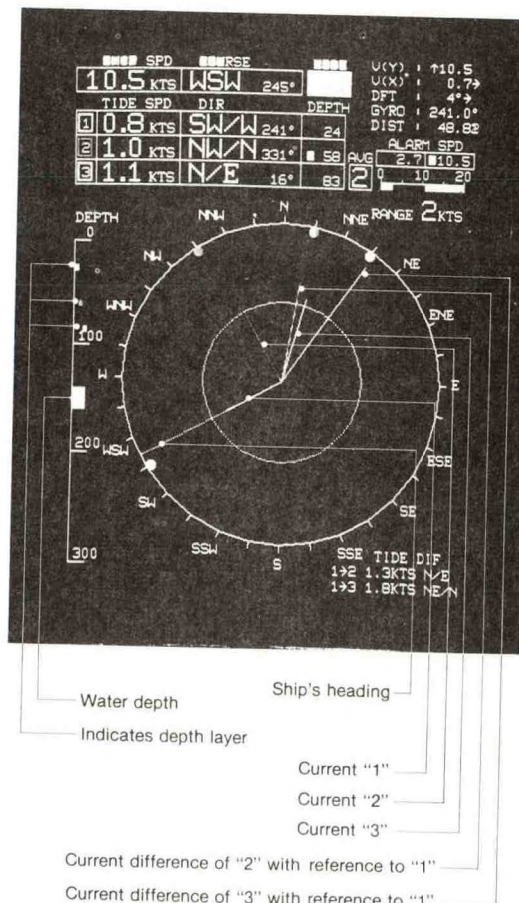 SPD
10.5 KTS WSW 245°
TIDE SPD DIR DEPTH
1 0.8 KTS SW/W 241° 24
2 1.0 KTS NW/N 331° 58
3 1.1 KTS N/E 16° 83
V(Y) : ↑10.5
V(X) : 0.7→
DFT : 4°→
GYRO : 241.0°
DIST : 48.82
ALARM SPD
AVG 2.7 10.5
2 0 10 20
RANGE 2KTS
DEPTH
0
100
200
300
N
NNE
NE
ENE
E
ESE
SE
SSE
S
SSW
SW
WSW
W
WNW
NW
NNW
TIDE DIF
1→2 1.3KTS N/E
1→3 1.8KTS NE/N
Water depth
Indicates depth layer
Ship's heading
Current "1"
Current "2"
Current "3"
Current difference of "2" with reference to "1"
Current difference of "3" with reference to "1"